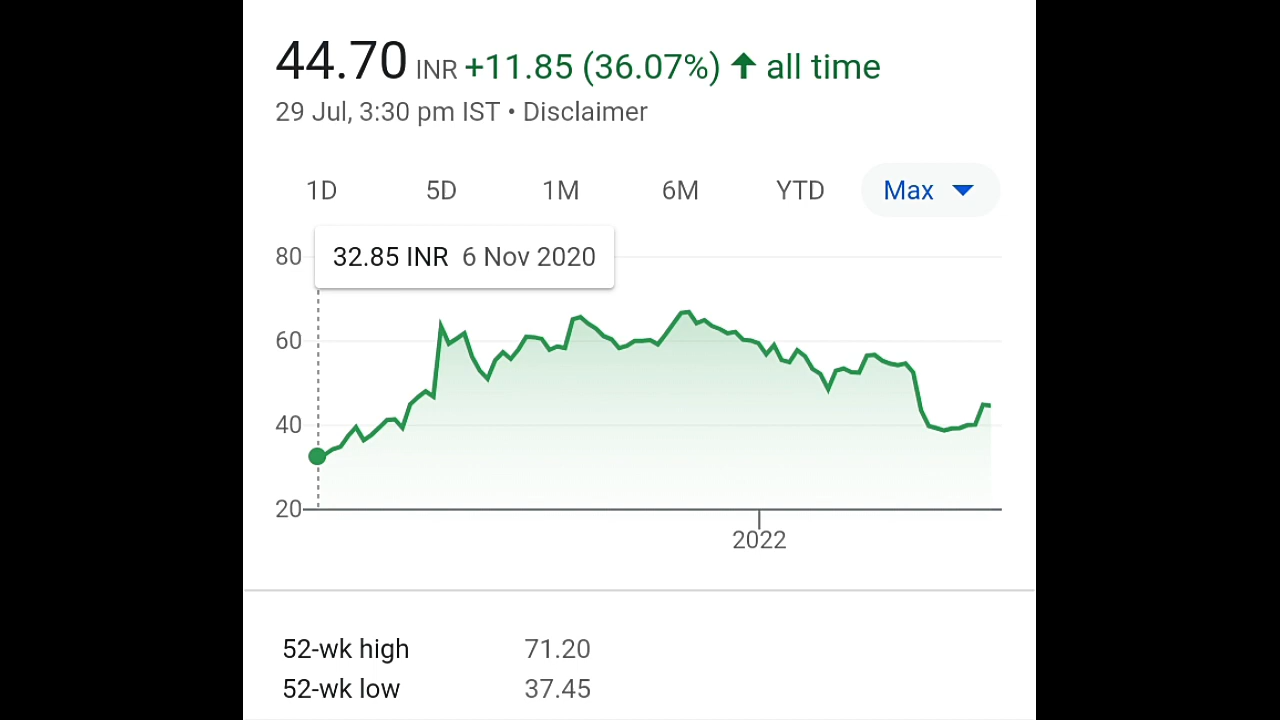 44.70 INR +11.85 (36.07%) ↑ all time
29 Jul, 3:30 pm IST • Disclaimer
1D 5D 1M 6M YTD Max
80
32.85 INR 6 Nov 2020
60
40
20
2022
52-wk high 71.20
52-wk low 37.45